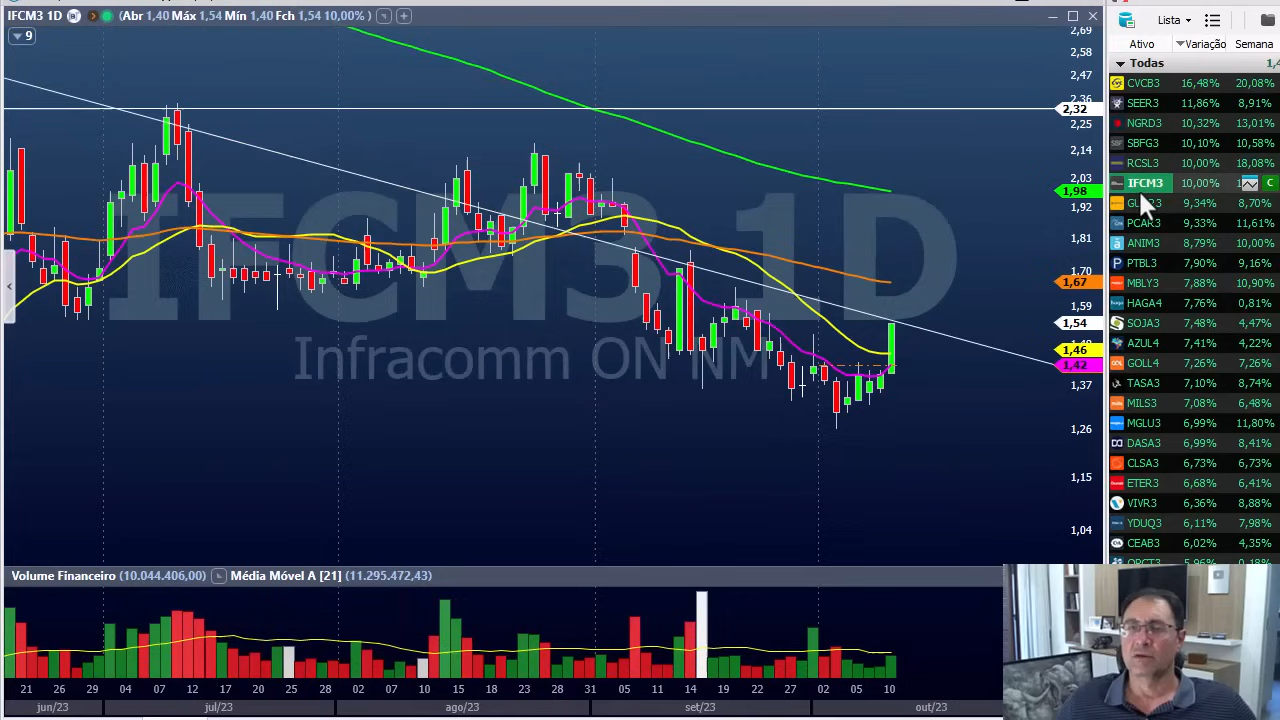 IFCM3 1D (Abr 1,40 Máx 1,54 Mín 1,40 Fch 1,54 10,00% )
9
IFCM3 1D
Infracomm ON NM
2,69
2,58
2,47
2,36
2,32
2,25
2,14
2,03
1,98
1,92
1,81
1,70
1,67
1,59
1,54
1,46
1,42
1,37
1,26
1,15
1,04
Volume Financeiro (10.044.406,00) Média Móvel A [21] (11.295.472,43)
21 26 29 04 07 12 17 20 25 28 02 07 10 15 18 23 28 31 05 11 14 19 22 27 02 05 10
jun/23 jul/23 ago/23 set/23 out/23
Lista
Ativo Variação Semana
Todas 1,4
CVCB3 16,48% 20,08%
SEER3 11,86% 8,91%
NGRD3 10,32% 13,01%
SBFG3 10,10% 10,58%
RCSL3 10,00% 18,08%
IFCM3 10,00% C
9,34% 8,70%
PCAR3 9,33% 11,61%
ANIM3 8,79% 10,00%
PTBL3 7,90% 9,16%
MBLY3 7,88% 10,90%
HAGA4 7,76% 0,81%
SOJA3 7,48% 4,47%
AZUL4 7,41% 4,22%
GOLL4 7,26% 7,26%
TASA3 7,10% 8,74%
MILS3 7,08% 6,48%
MGLU3 6,99% 11,80%
DASA3 6,99% 8,41%
CLSA3 6,73% 6,73%
ETER3 6,68% 6,41%
VIVR3 6,36% 8,88%
YDUQ3 6,11% 7,98%
CEAB3 6,02% 4,35%